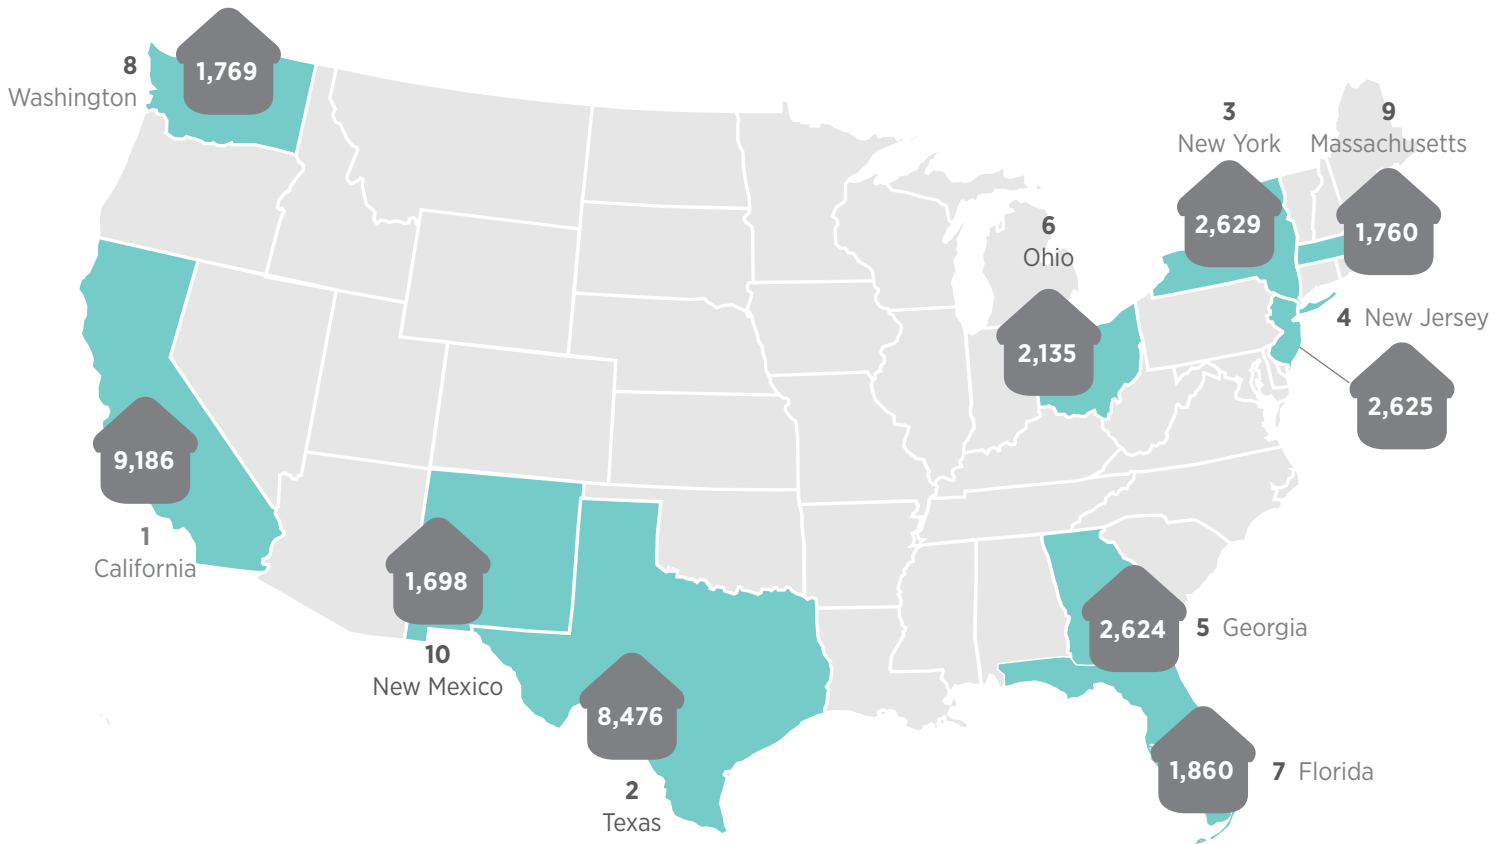 8
Washington
1,769
3
New York
2,629
9
Massachusetts
1,760
6
Ohio
2,135
4 New Jersey
2,625
9,186
1
California
1,698
10
New Mexico
8,476
2
Texas
2,624
5 Georgia
1,860
7 Florida